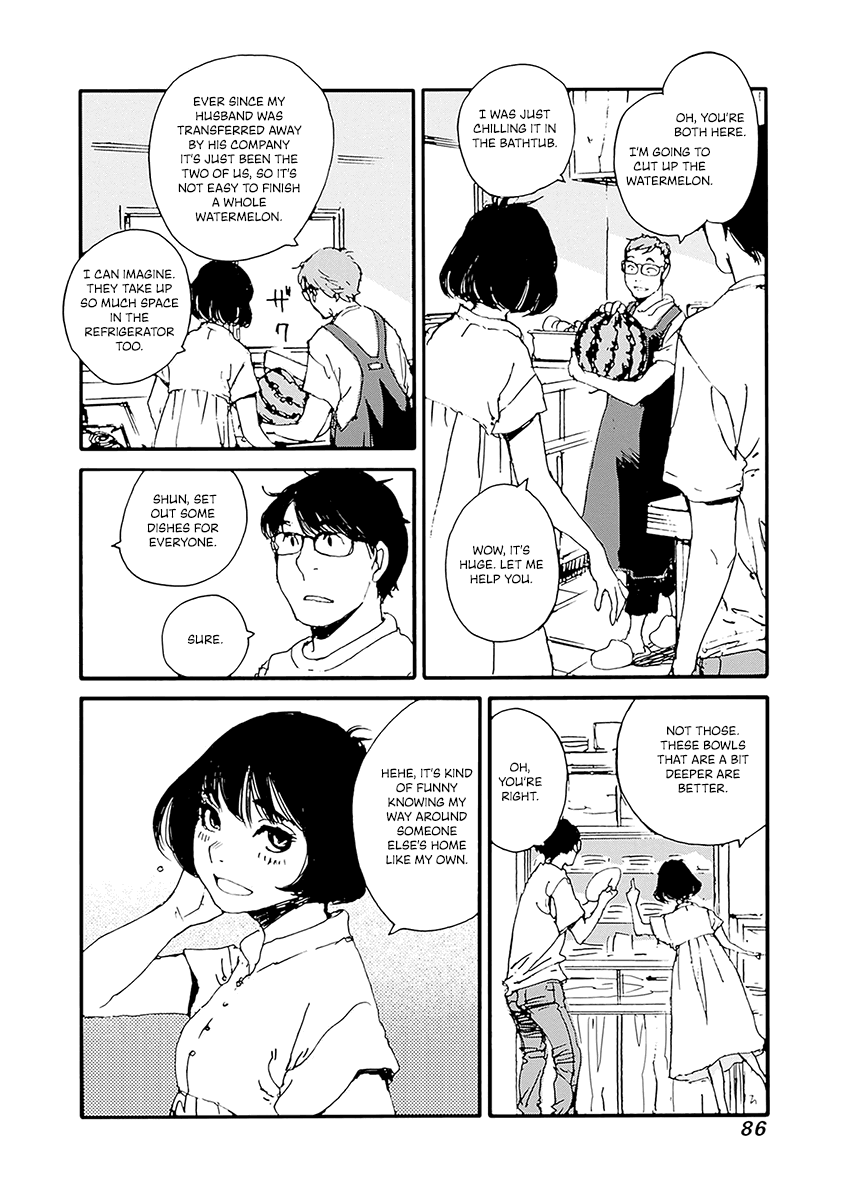 OH, YOU'RE
BOTH HERE.
I'M GOING TO
CUT UP THE
WATERMELON.
I WAS JUST
CHILLING IT IN
THE BATHTUB.
WOW, IT'S
HUGE. LET ME
HELP YOU.
EVER SINCE MY
HUSBAND WAS
TRANSFERRED AWAY
BY HIS COMPANY
IT'S JUST BEEN THE
TWO OF US, SO IT'S
NOT EASY TO FINISH
A WHOLE
WATERMELON.
I CAN IMAGINE.
THEY TAKE UP
SO MUCH SPACE
IN THE
REFRIGERATOR
TOO.
ザク
SHUN, SET
OUT SOME
DISHES FOR
EVERYONE.
SURE.
NOT THOSE.
THESE BOWLS
THAT ARE A BIT
DEEPER ARE
BETTER.
OH,
YOU'RE
RIGHT.
HEHE, IT'S KIND
OF FUNNY
KNOWING MY
WAY AROUND
SOMEONE
ELSE'S HOME
LIKE MY OWN.
86